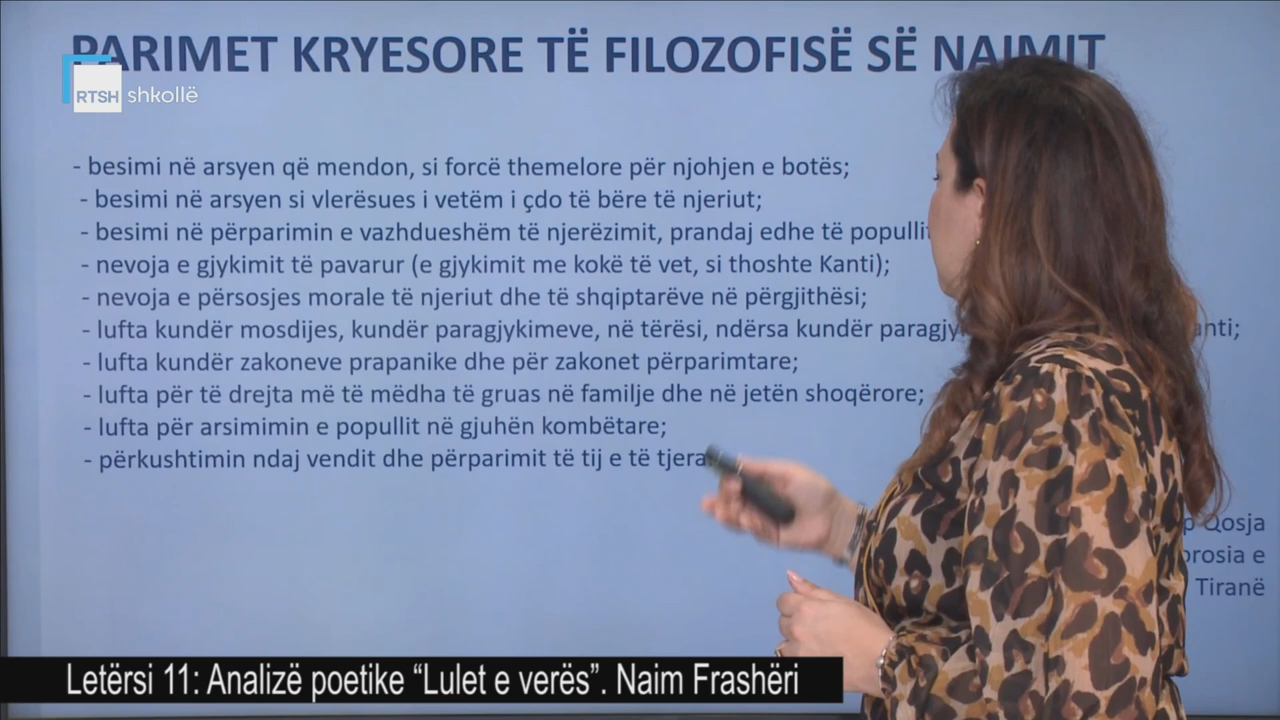 PARIMET KRYESORE TË FILOZOFISË SË NAIMIT
RTSH shkollë
- besimi në arsyen që mendon, si forcë themelore për njohjen e botës;
- besimi në arsyen si vlerësues i vetëm i çdo të bëre të njeriut;
- besimi në përparimin e vazhdueshëm të njerëzimit, prandaj edhe të
- nevoja e gjykimit të pavarur (e gjykimit me kokë të vet, si thoshte Kanti);
- nevoja e përsosjes morale të njeriut dhe të shqiptarëve në përgjithësi;
- lufta kundër mosdijes, kundër paragjykimeve, në tërësi, ndërsa kundër
- lufta kundër zakoneve prapanike dhe për zakonet përparimtare;
- lufta për të drejta më të mëdha të gruas në familje dhe në jetën shoqërore;
- lufta për arsimimin e popullit në gjuhën kombëtare;
- përkushtimin ndaj vendit dhe përparimit të tij e të tjera
Qosja
e
Tiranë
Letërsi 11: Analizë poetike “Lulet e verës”. Naim Frashëri